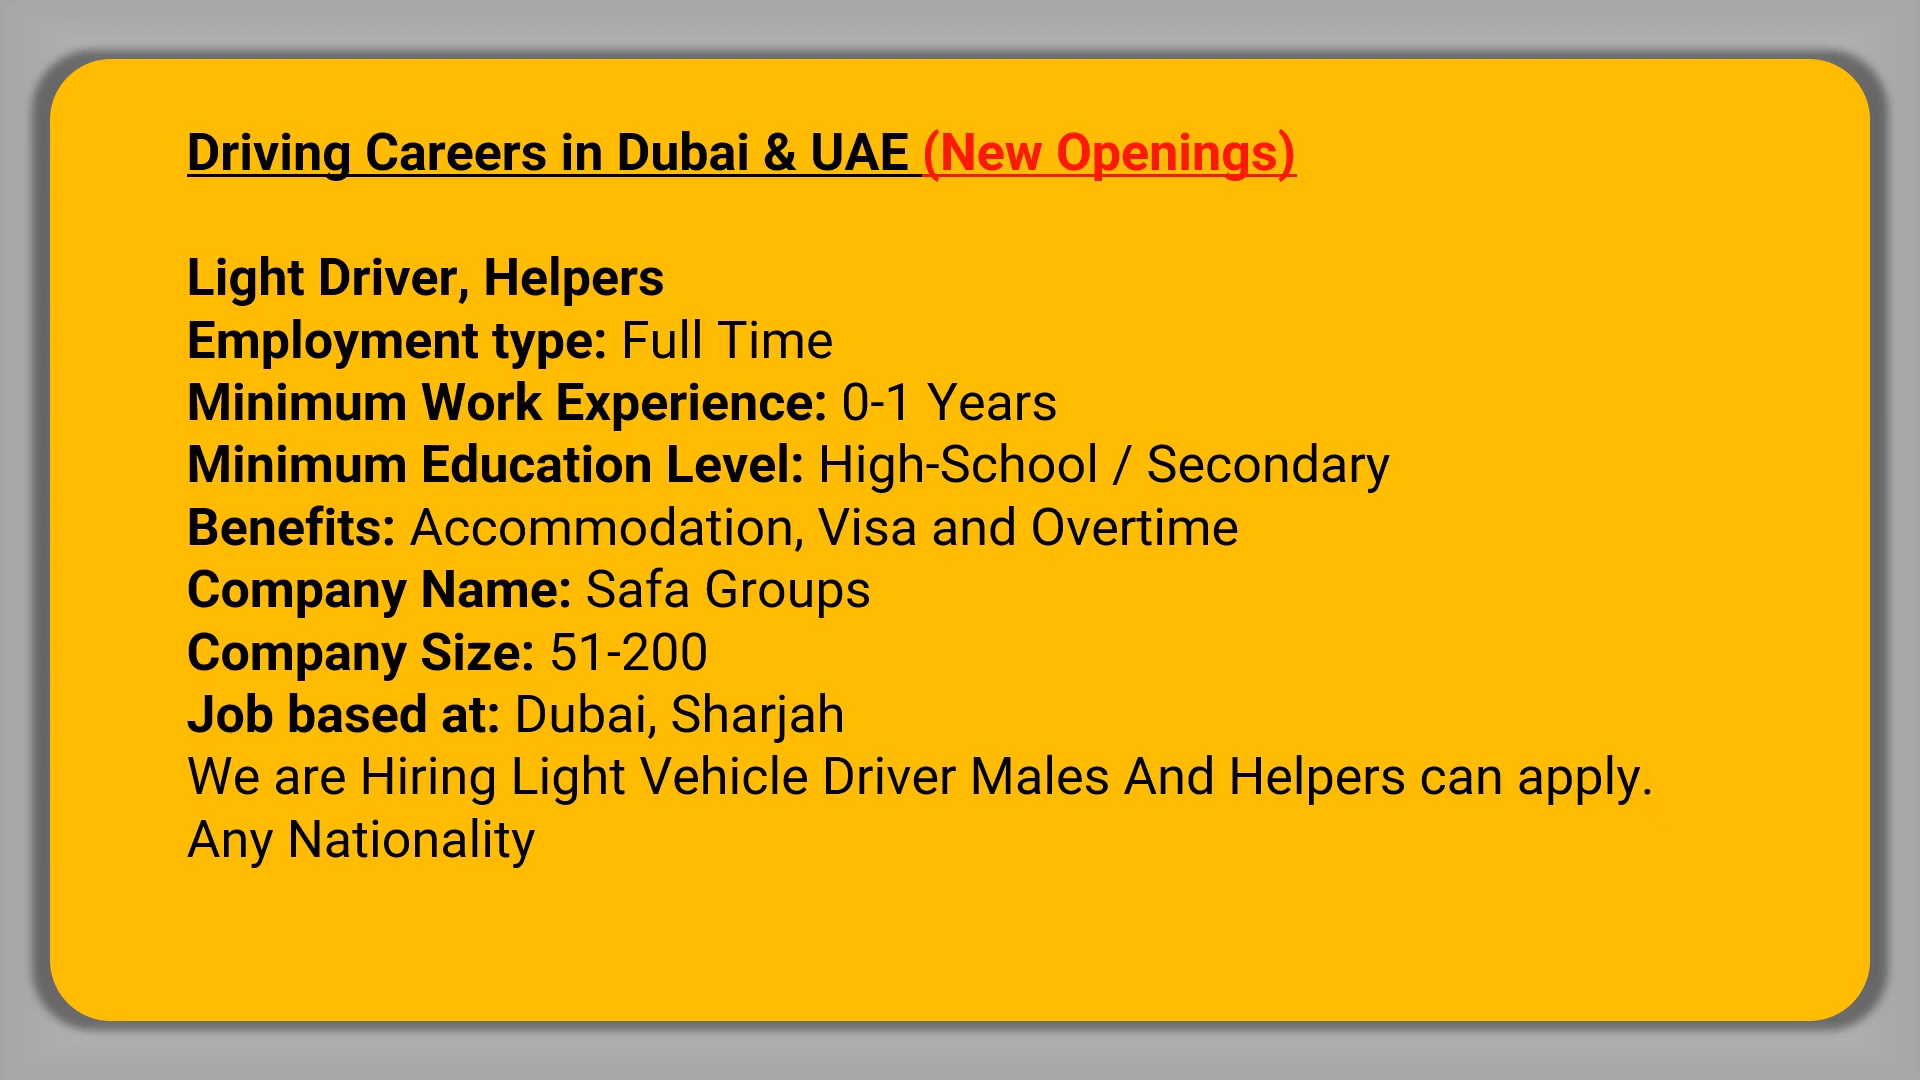 Driving Careers in Dubai & UAE (New Openings)
Light Driver, Helpers
Employment type: Full Time
Minimum Work Experience: 0-1 Years
Minimum Education Level: High-School / Secondary
Benefits: Accommodation, Visa and Overtime
Company Name: Safa Groups
Company Size: 51-200
Job based at: Dubai, Sharjah
We are Hiring Light Vehicle Driver Males And Helpers can apply.
Any Nationality